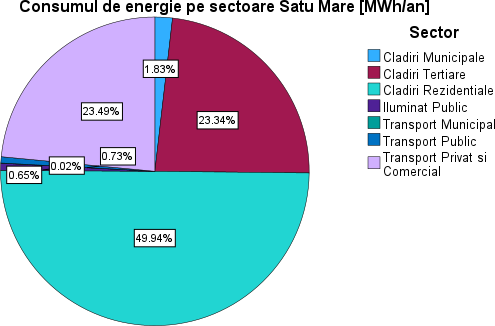 Consumul de energie pe sectoare Satu Mare [MWh/an]
Sector
Cladiri Municipale
Cladiri Tertiare
Cladiri Rezidentiale
Iluminat Public
Transport Municipal
Transport Public
Transport Privat si
Comercial
1.83%
23.34%
49.94%
0.65%
0.02%
0.73%
23.49%